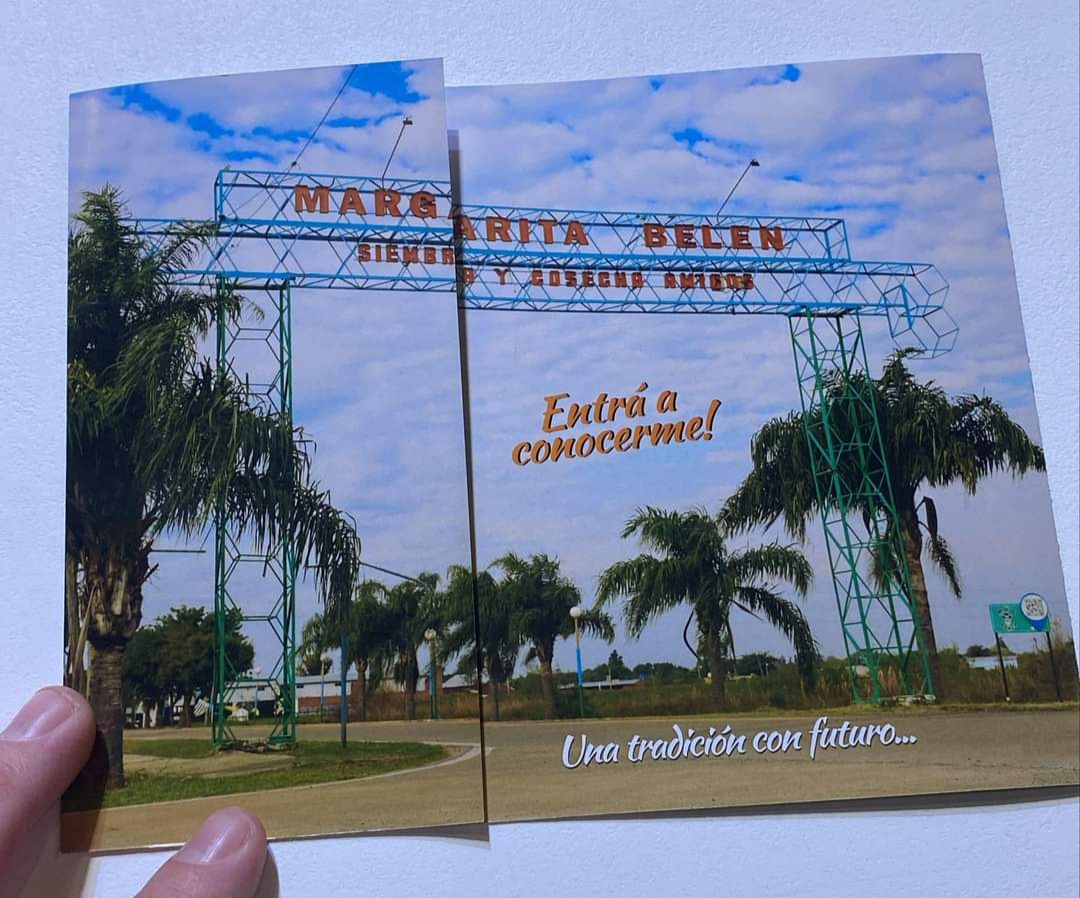 MARGARITA BELEN
SIEMBRA Y COSECHA AMIGOS
Entrá a
conocerme!
Una tradición con futuro...